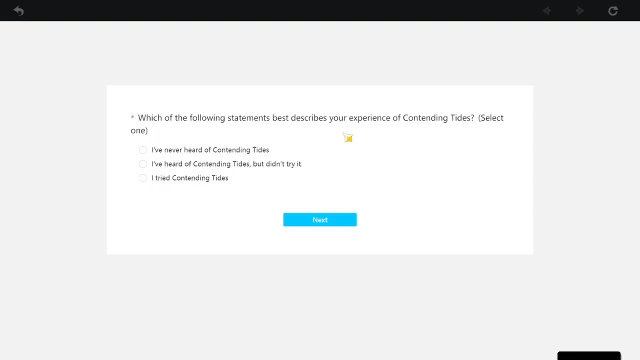 * Which of the following statements best describes your experience of Contending Tides? (Select
one)
I've never heard of Contending Tides
I've heard of Contending Tides, but didn't try it
I tried Contending Tides
Next